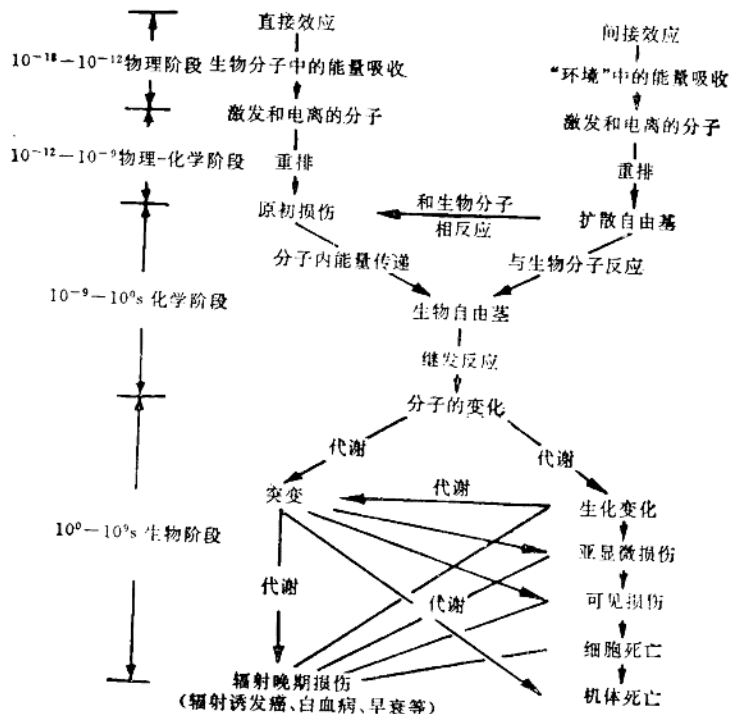 直接效应
间接效应
10⁻¹⁸—10⁻¹²物理阶段 生物分子中的能量吸收
“环境”中的能量吸收
激发和电离的分子
激发和电离的分子
10⁻¹²—10⁻⁹物理-化学阶段
重排
重排
和生物分子
原初损伤
扩散自由基
相反应
分子内能量传递
与生物分子反应
10⁻⁹—10⁰s 化学阶段
生物自由茎
继发反应
分子的变化
代谢
代谢
突变
代谢
生化变化
10⁰—10⁹s 生物阶段
亚显微损伤
代谢
代谢
可见损伤
细胞死亡
辐射晚期损伤
机体死亡
(辐射诱发癌、白血病、早衰等)